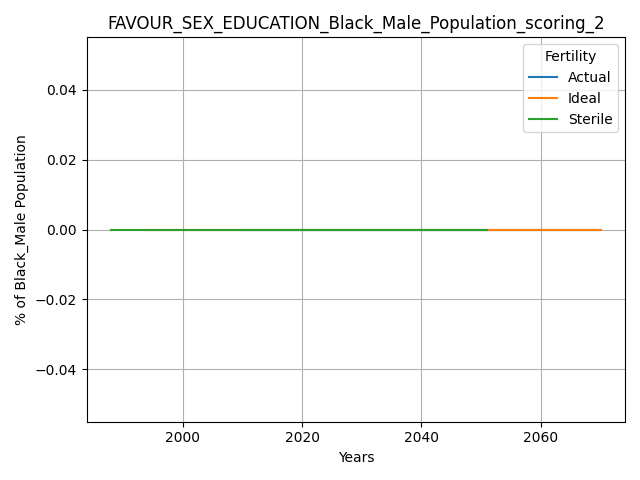 FAVOUR_SEX_EDUCATION_Black_Male_Population_scoring_2
Fertility
Actual
Ideal
Sterile
% of Black_Male Population
0.04
0.02
0.00
−0.02
−0.04
2000 2020 2040 2060
Years